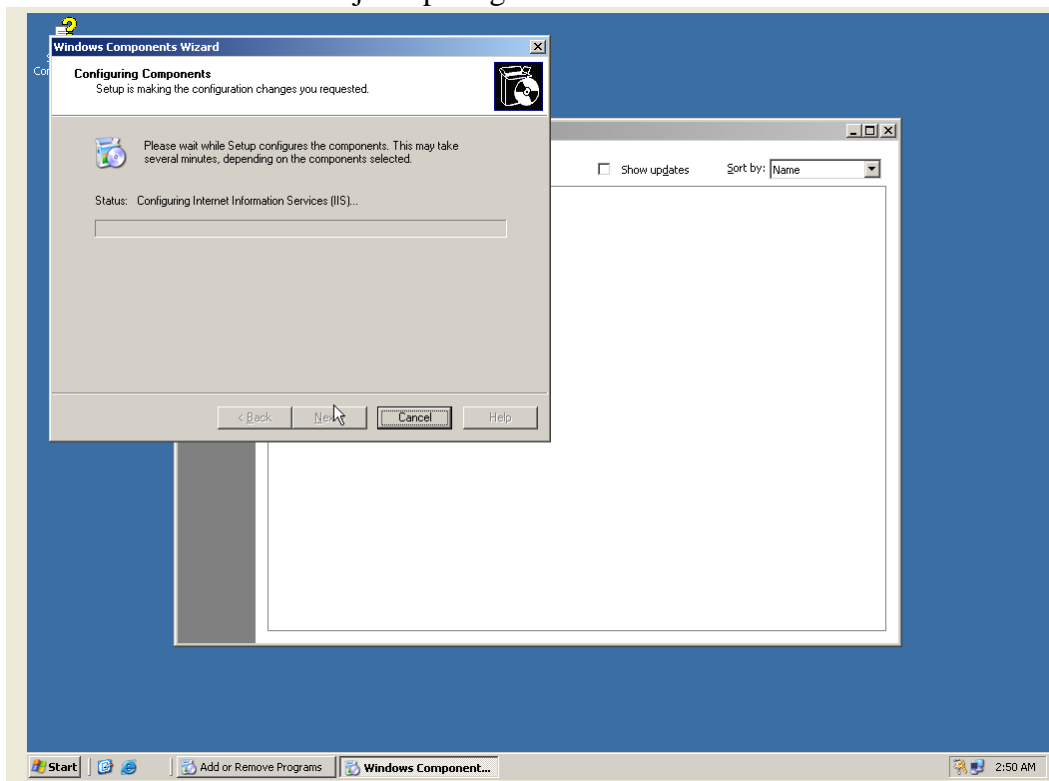 Windows Components Wizard
Configuring Components
Setup is making the configuration changes you requested.
Please wait while Setup configures the components. This may take
several minutes, depending on the components selected.
Status: Configuring Internet Information Services (IIS)...
< Back
Cancel
Help
Show updates
Sort by: Name
Start
Add or Remove Programs
Windows Component...
2:50 AM